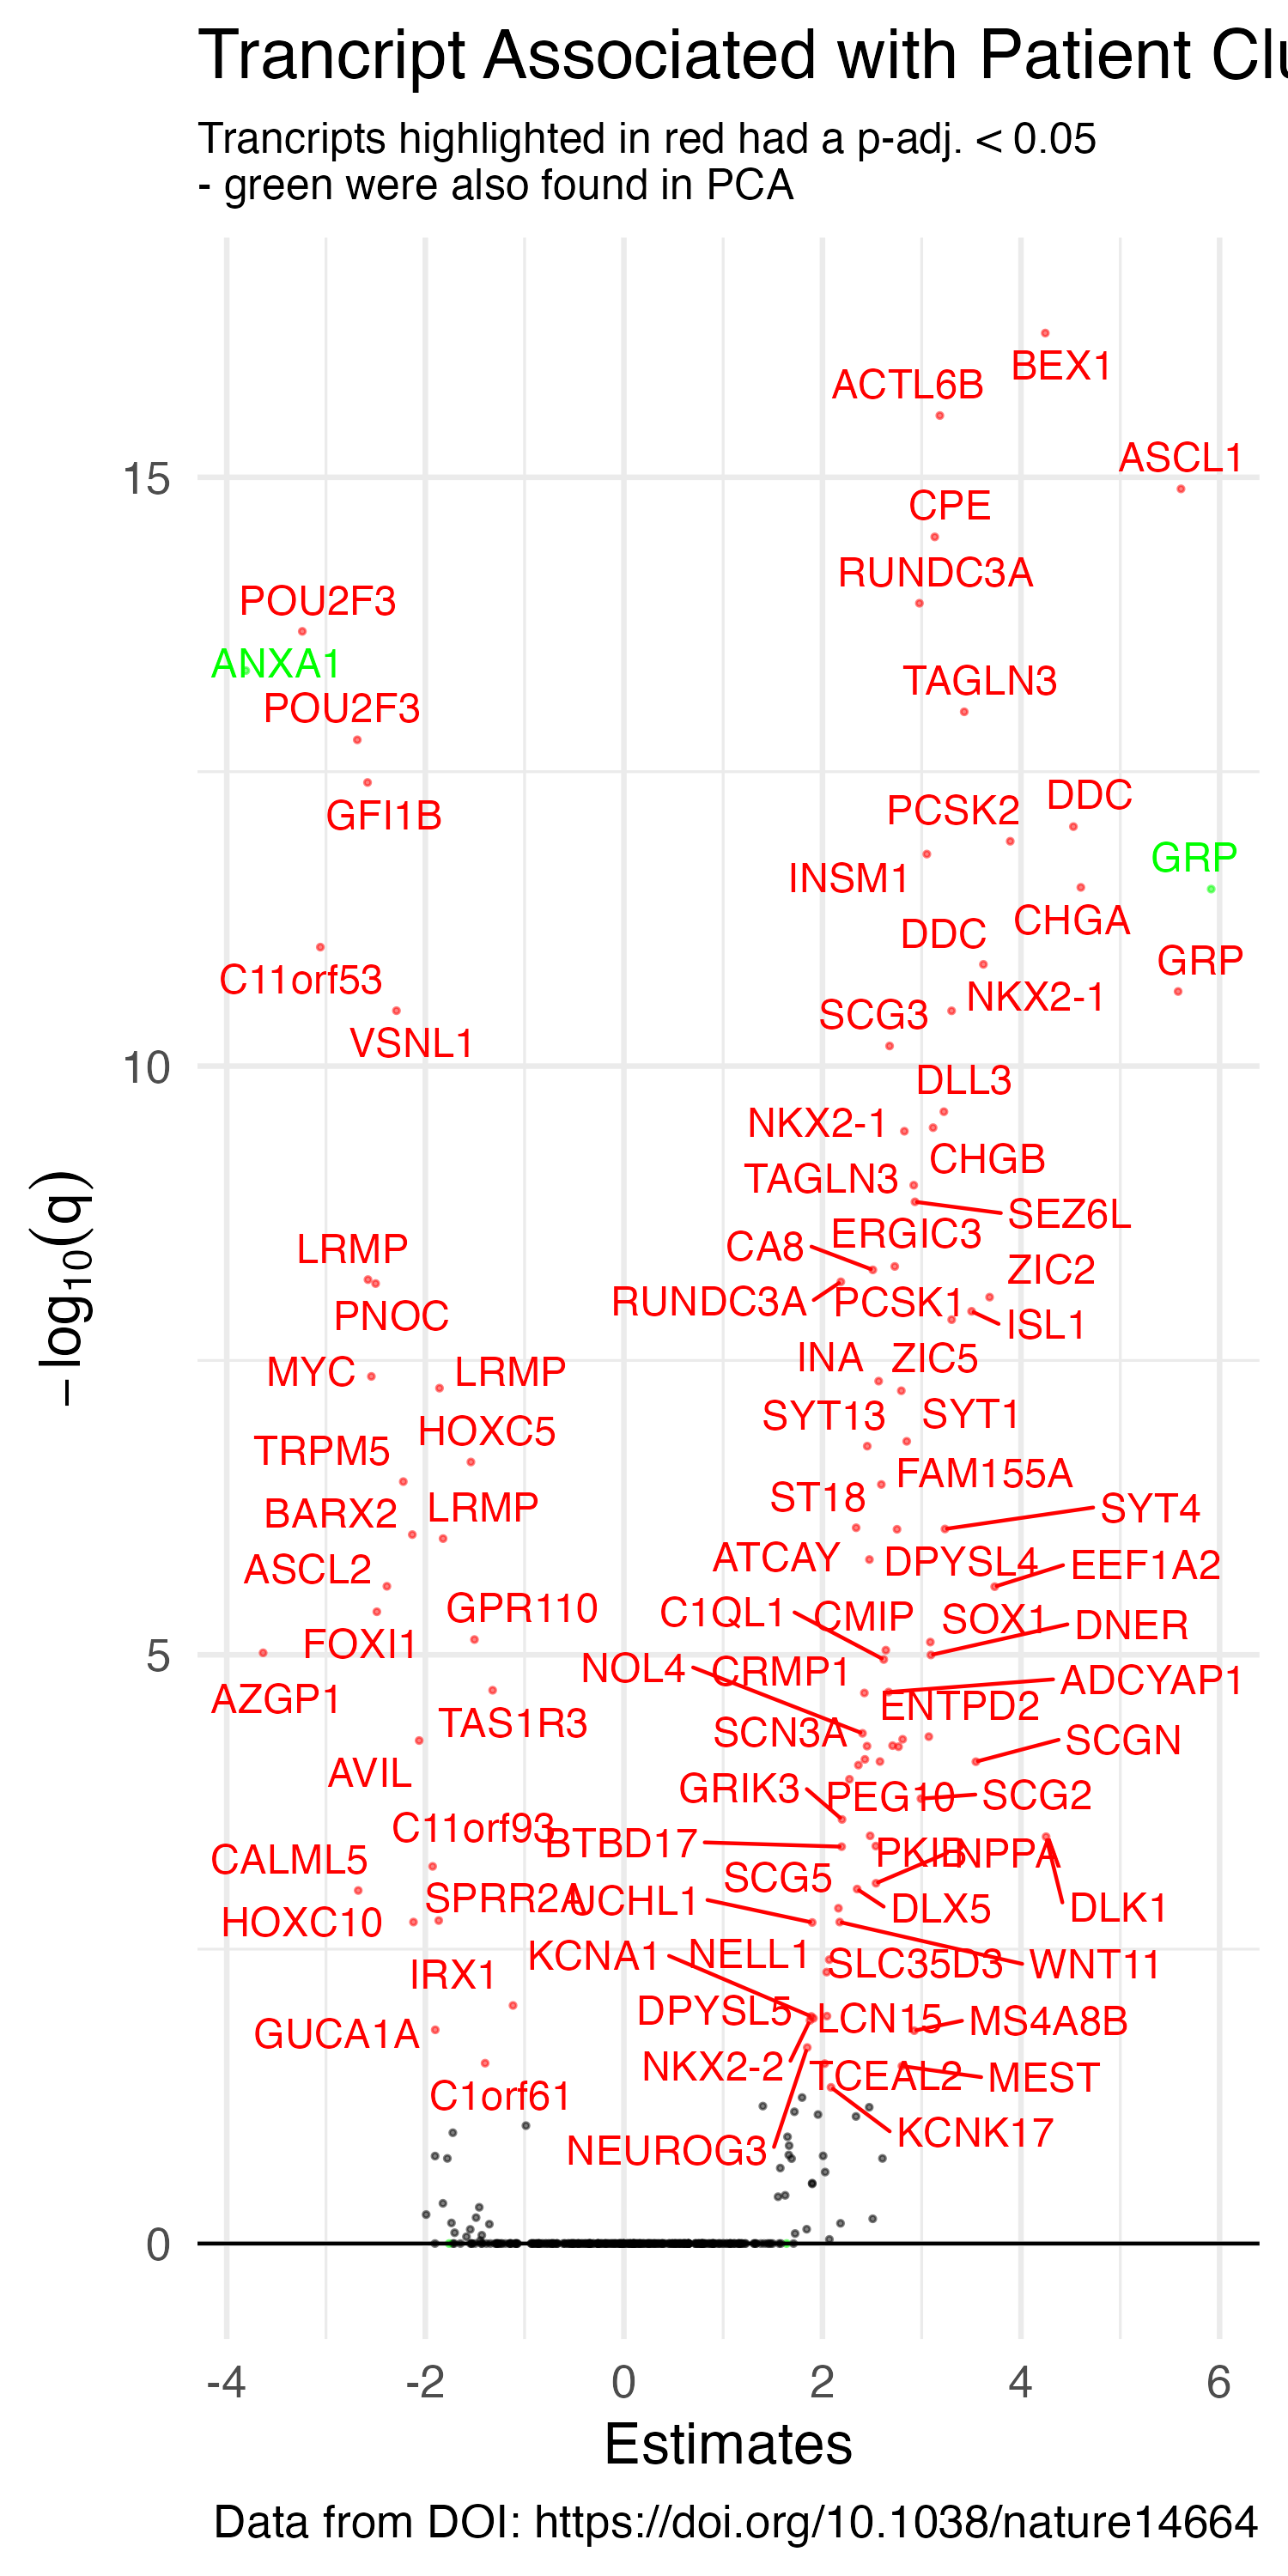 Trancript Associated with Patient Clu
Trancripts highlighted in red had a p-adj. < 0.05
- green were also found in PCA
BEX1
ACTL6B
ASCL1
15
CPE
RUNDC3A
POU2F3
ANXA1
TAGLN3
POU2F3
DDC
PCSK2
GFI1B
GRP
INSM1
CHGA
DDC
GRP
C11orf53
NKX2-1
SCG3
VSNL1
10
DLL3
NKX2-1
CHGB
TAGLN3
SEZ6L
ERGIC3
CA8
LRMP
ZIC2
RUNDC3A
PCSK1
PNOC
ISL1
INA
ZIC5
MYC
LRMP
SYT13
SYT1
HOXC5
TRPM5
FAM155A
ST18
LRMP
SYT4
BARX2
ATCAY
DPYSL4
EEF1A2
ASCL2
GPR110
C1QL1
CMIP
SOX1
DNER
FOXI1
5
NOL4
CRMP1
ADCYAP1
AZGP1
ENTPD2
TAS1R3
SCN3A
SCGN
AVIL
GRIK3
PEG10
SCG2
C11orf93
BTBD17
PKIB
NPPA
CALML5
SCG5
SPRR2A
UCHL1
DLX5
DLK1
HOXC10
KCNA1
NELL1
SLC35D3
WNT11
IRX1
DPYSL5
LCN15
MS4A8B
GUCA1A
NKX2-2
TCEAL2
MEST
C1orf61
KCNK17
NEUROG3
0
−log10(q)
-4 -2 0 2 4 6
Estimates
Data from DOI: https://doi.org/10.1038/nature14664